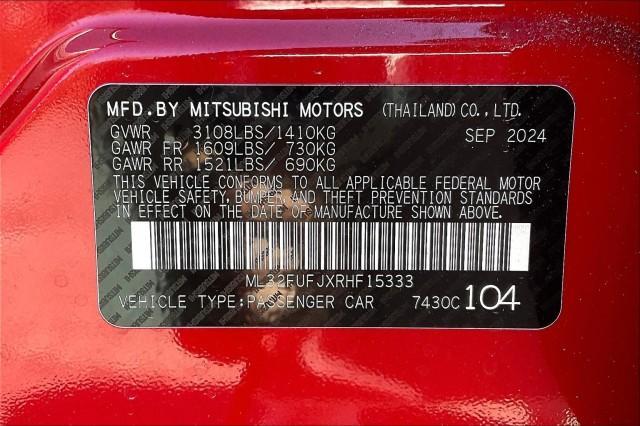 MFD.BY MITSUBISHI MOTORS (THAILAND) CO., LTD.
GVWR 3108LBS/1410KG SEP 2024
GAWR FR 1609LBS/ 730KG
GAWR RR 1521LBS/ 690KG
THIS VEHICLE CONFORMS TO ALL APPLICABLE FEDERAL MOTOR
VEHICLE SAFETY, BUMPER AND THEFT PREVENTION STANDARDS
IN EFFECT ON THE DATE OF MANUFACTURE SHOWN ABOVE.
ML32FUFJXRHF15333
VEHICLE TYPE:PASSENGER CAR 7430C 104